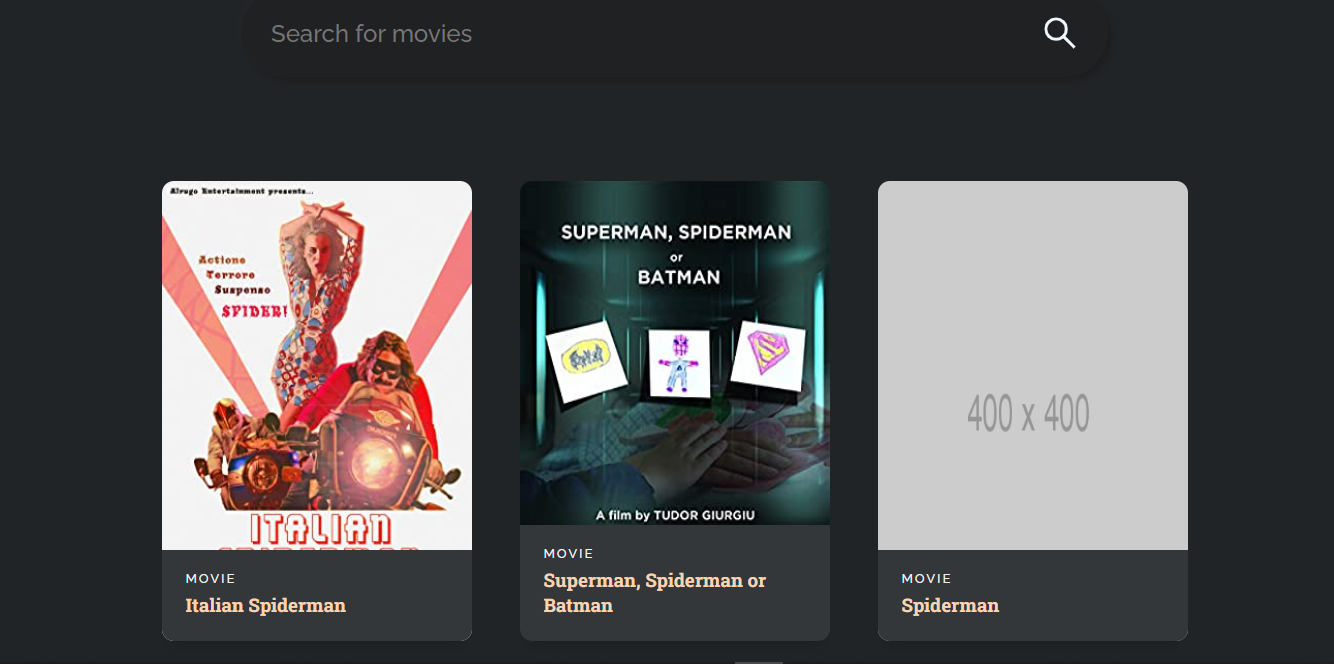 Search for movies
Alrugo Entertainment presents...
Actione
Terrore
Suspenso
SPIDER!
ITALIAN
MOVIE
Italian Spiderman
SUPERMAN, SPIDERMAN
or
BATMAN
A film by TUDOR GIURGIU
MOVIE
Superman, Spiderman or
Batman
400 x 400
MOVIE
Spiderman